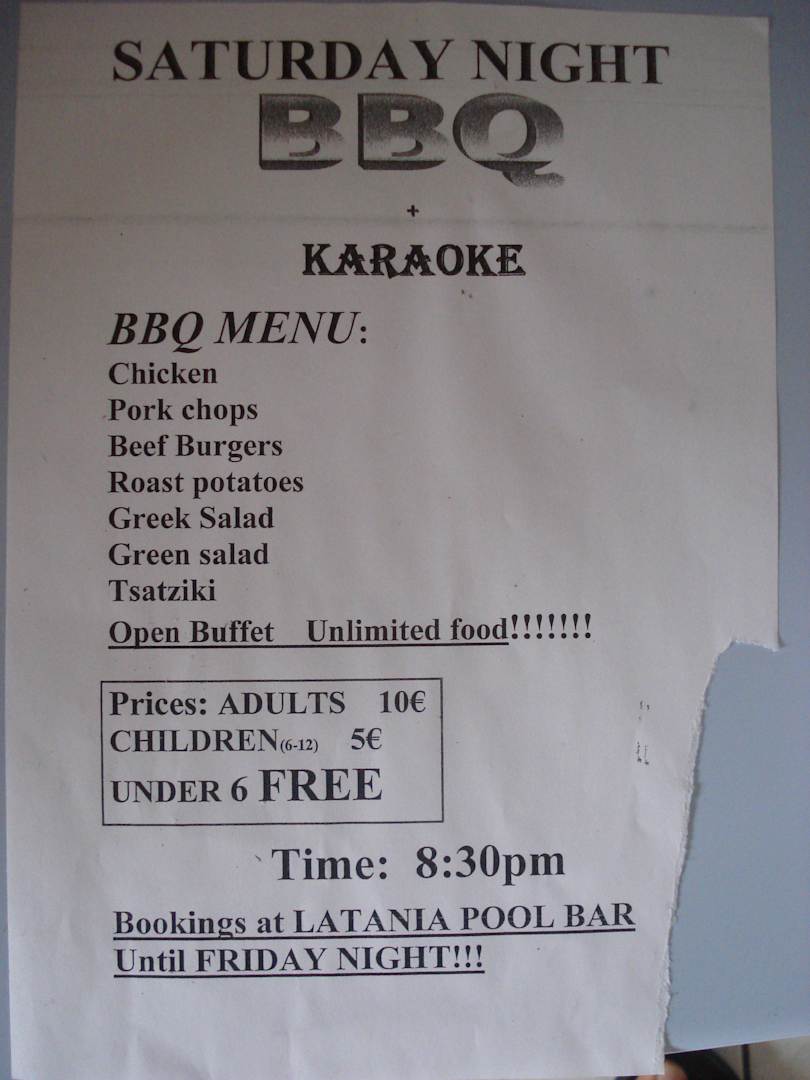 SATURDAY NIGHT
BBQ
+
KARAOKE
BBQ MENU:
Chicken
Pork chops
Beef Burgers
Roast potatoes
Greek Salad
Green salad
Tsatziki
Open Buffet Unlimited food!!!!!!!
Prices: ADULTS 10€
CHILDREN(6-12) 5€
UNDER 6 FREE
Time: 8:30pm
Bookings at LATANIA POOL BAR
Until FRIDAY NIGHT!!!